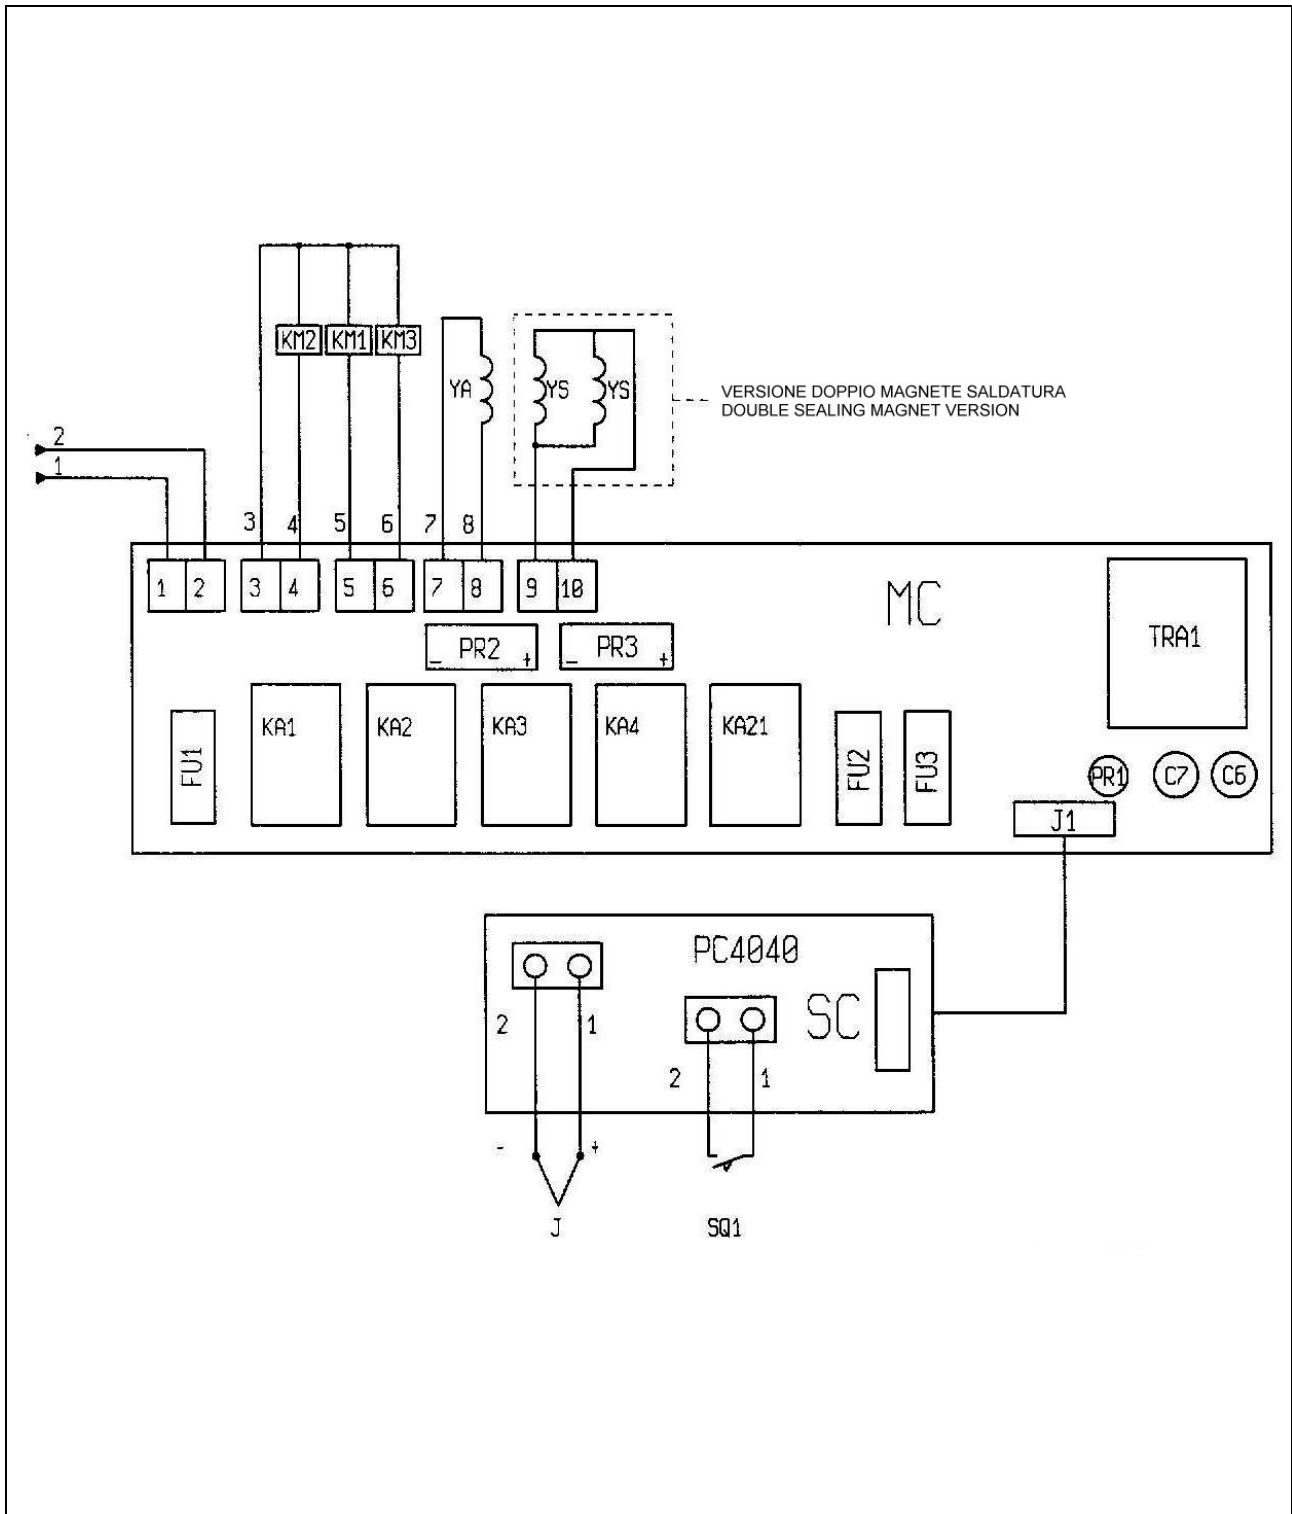 KM2 KM1 KM3
YA YS YS
VERSIONE DOPPIO MAGNETE SALDATURA
DOUBLE SEALING MAGNET VERSION
2
1
3 4 5 6 7 8
1 2 3 4 5 6 7 8 9 10
MC
TRA1
- PR2 + - PR3 +
KA1 KA2 KA3 KA4 KA21
FU1 FU2 FU3
PR1 C7 C6
J1
PC4040
SC
2 1
2 1
- +
J SQ1